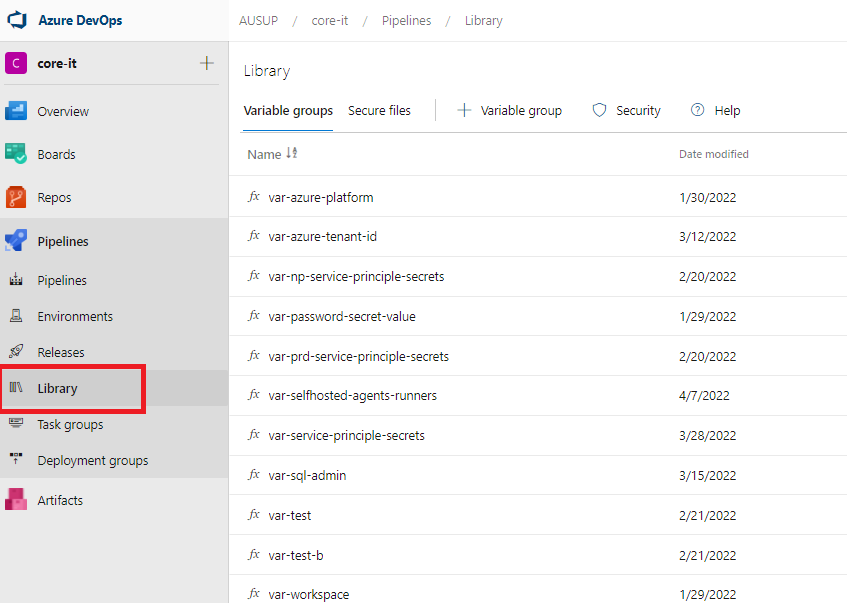 Azure DevOps
AUSUP / core-it / Pipelines / Library
C core-it
Overview
Boards
Repos
Pipelines
Pipelines
Environments
Releases
Library
Task groups
Deployment groups
Artifacts
Library
Variable groups Secure files Variable group Security Help
Name Date modified
fx var-azure-platform 1/30/2022
fx var-azure-tenant-id 3/12/2022
fx var-np-service-principle-secrets 2/20/2022
fx var-password-secret-value 1/29/2022
fx var-prd-service-principle-secrets 2/20/2022
fx var-selfhosted-agents-runners 4/7/2022
fx var-service-principle-secrets 3/28/2022
fx var-sql-admin 3/15/2022
fx var-test 2/21/2022
fx var-test-b 2/21/2022
fx var-workspace 1/29/2022